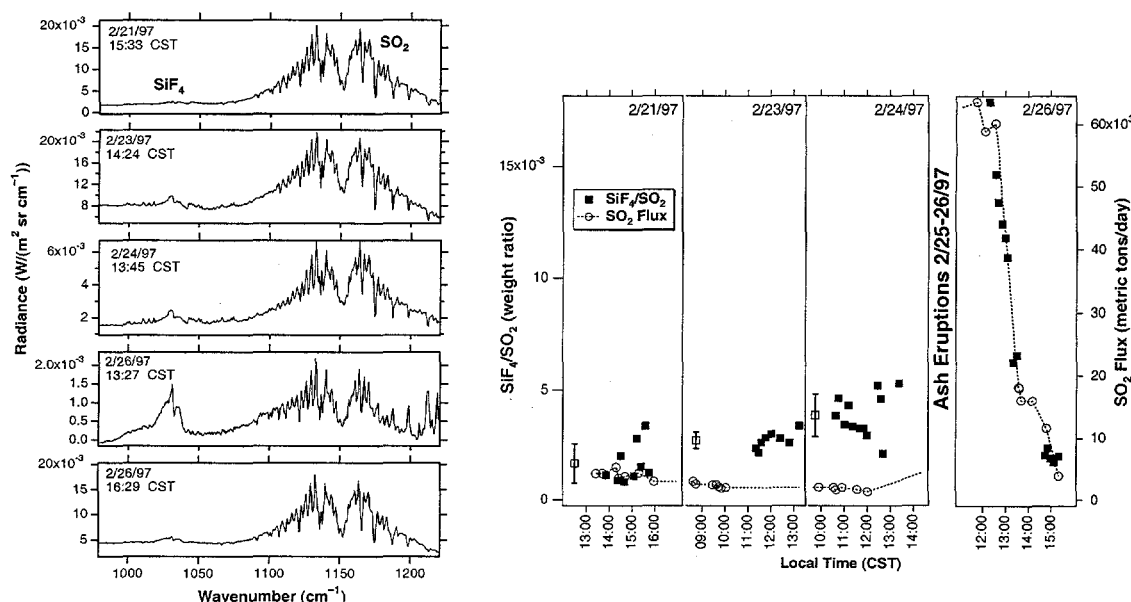 Radiance (W/(m² sr cm⁻¹))
20x10⁻³
15
10
5
0
2/21/97
15:33 CST
SiF₄
SO₂
20x10⁻³
16
12
8
2/23/97
14:24 CST
6x10⁻³
4
2
2/24/97
13:45 CST
2.0x10⁻³
1.5
1.0
0.5
0.0
2/26/97
13:27 CST
20x10⁻³
15
10
5
2/26/97
16:29 CST
1000
1050
1100
1150
1200
Wavenumber (cm⁻¹)
SiF₄/SO₂ (weight ratio)
15x10⁻³
10
5
0
2/21/97
2/23/97
2/24/97
2/26/97
SiF₄/SO₂
SO₂ Flux
Ash Eruptions 2/25-26/97
60x10³
50
40
30
20
10
0
SO₂ Flux (metric tons/day)
13:00
14:00
15:00
16:00
09:00
10:00
11:00
12:00
13:00
10:00
11:00
12:00
13:00
14:00
12:00
13:00
14:00
15:00
Local Time (CST)